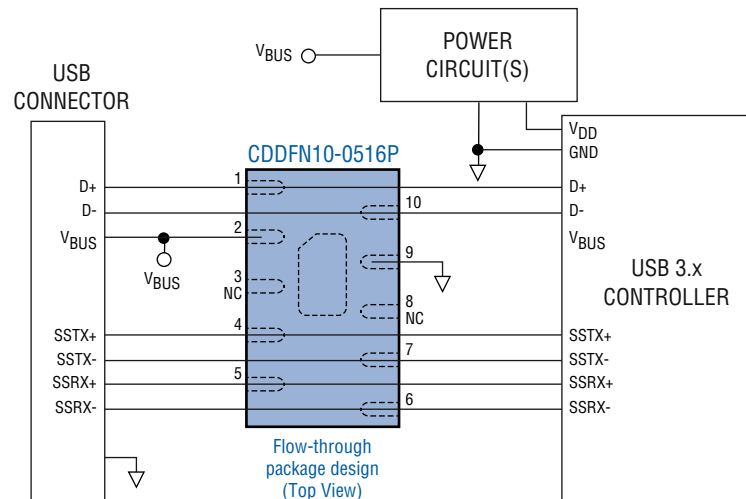 USB
CONNECTOR
VBUS
POWER
CIRCUIT(S)
CDDFN10-0516P
VDD
GND
D+
D-
VBUS
VBUS
SSTX+
SSTX-
SSRX+
SSRX-
1
2
3
NC
4
5
10
9
8
NC
7
6
D+
D-
VBUS
USB 3.x
CONTROLLER
SSTX+
SSTX-
SSRX+
SSRX-
Flow-through
package design
(Top View)